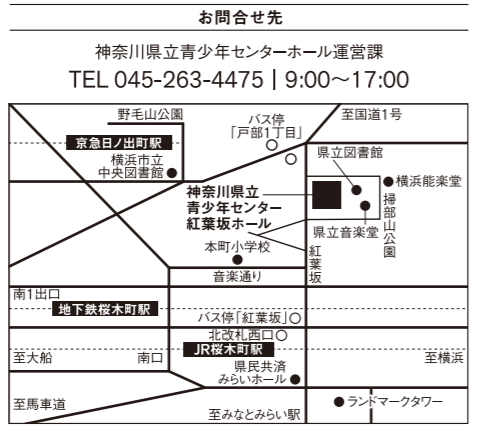 お問合せ先
神奈川県立青少年センターホール運営課
TEL 045-263-4475 | 9:00〜17:00
野毛山公園
バス停
「戸部1丁目」
至国道1号
京急日ノ出町駅
横浜市立
中央図書館
県立図書館
横浜能楽堂
神奈川県立
青少年センター
紅葉坂ホール
掃部山公園
県立音楽堂
本町小学校
紅葉坂
音楽通り
南1出口
地下鉄桜木町駅
バス停「紅葉坂」
北改札西口
JR桜木町駅
至大船
南口
至横浜
県民共済
みらいホール
至馬車道
ランドマークタワー
至みなとみらい駅